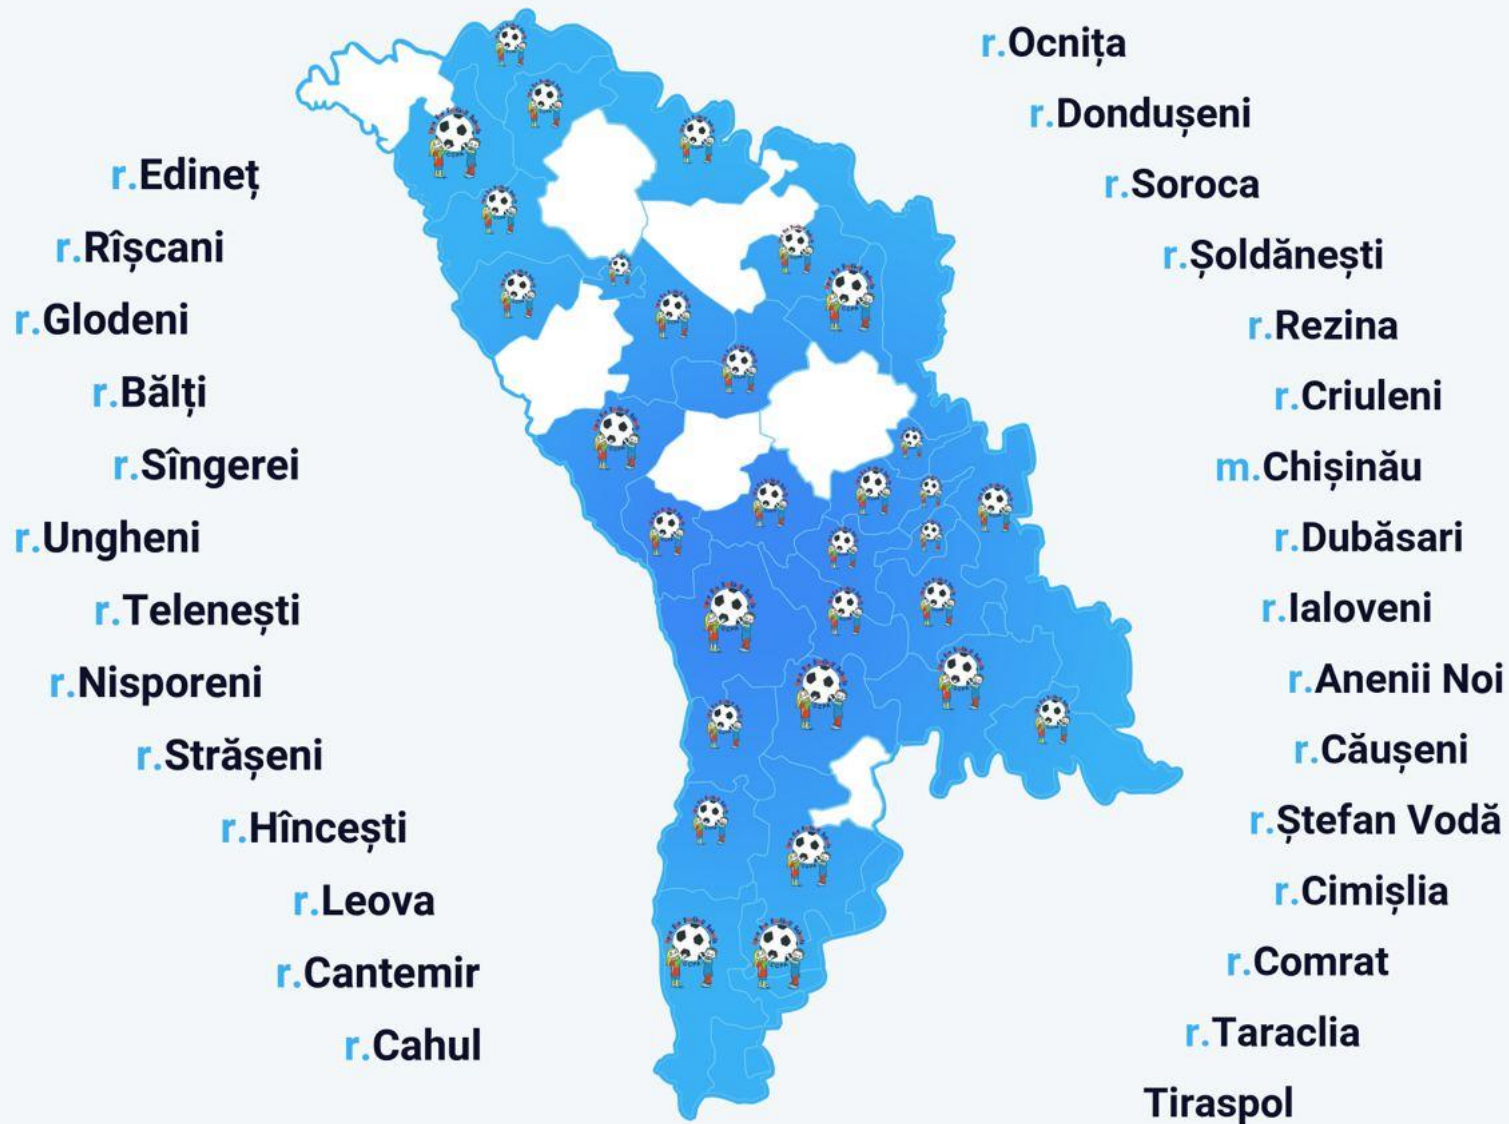 r.Edineț
r.Rîșcani
r.Glodeni
r.Bălți
r.Sîngerei
r.Ungheni
r.Telenești
r.Nisporeni
r.Strășeni
r.Hîncești
r.Leova
r.Cantemir
r.Cahul
r.Ocnița
r.Dondușeni
r.Soroca
r.Șoldănești
r.Rezina
r.Criuleni
m.Chișinău
r.Dubăsari
r.Ialoveni
r.Anenii Noi
r.Căușeni
r.Ștefan Vodă
r.Cimișlia
r.Comrat
r.Taraclia
Tiraspol